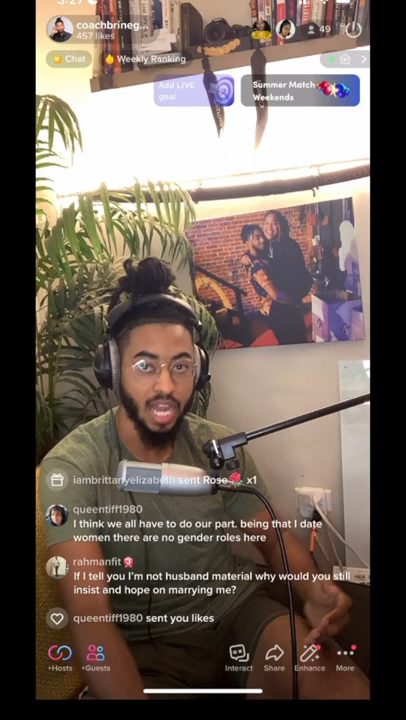 3:27
coachbrineg...
457 likes
49
Chat
Weekly Ranking
Add LIVE
goal
Summer Match
Weekends
iambrittanyelizabeth sent Rose x1
queentiff1980
I think we all have to do our part. being that I date
women there are no gender roles here
rahmanfit
If I tell you I'm not husband material why would you still
insist and hope on marrying me?
queentiff1980 sent you likes
+Hosts
+Guests
Interact
Share
Enhance
More